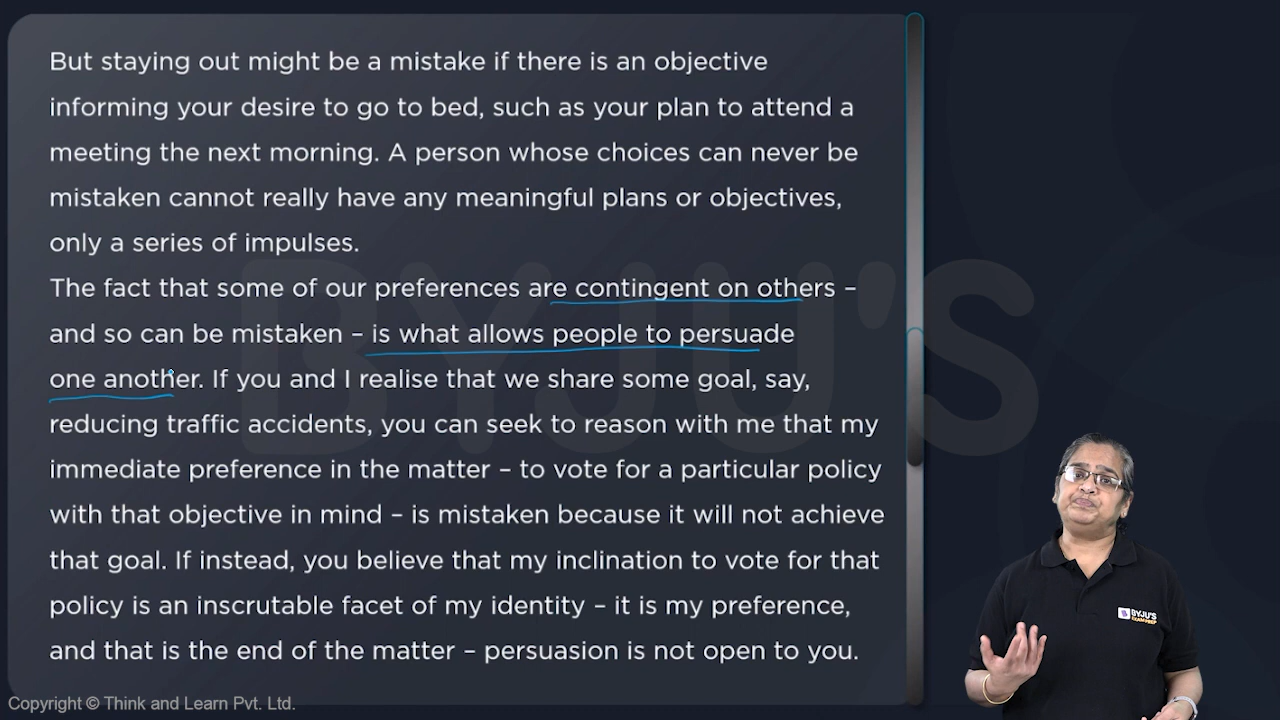 But staying out might be a mistake if there is an objective
informing your desire to go to bed, such as your plan to attend a
meeting the next morning. A person whose choices can never be
mistaken cannot really have any meaningful plans or objectives,
only a series of impulses.
The fact that some of our preferences are contingent on others –
and so can be mistaken – is what allows people to persuade
one another. If you and I realise that we share some goal, say,
reducing traffic accidents, you can seek to reason with me that my
immediate preference in the matter – to vote for a particular policy
with that objective in mind – is mistaken because it will not achieve
that goal. If instead, you believe that my inclination to vote for that
policy is an inscrutable facet of my identity – it is my preference,
and that is the end of the matter – persuasion is not open to you.
BYJU'S
BYJU'S
EXAM PREP
Copyright © Think and Learn Pvt. Ltd.